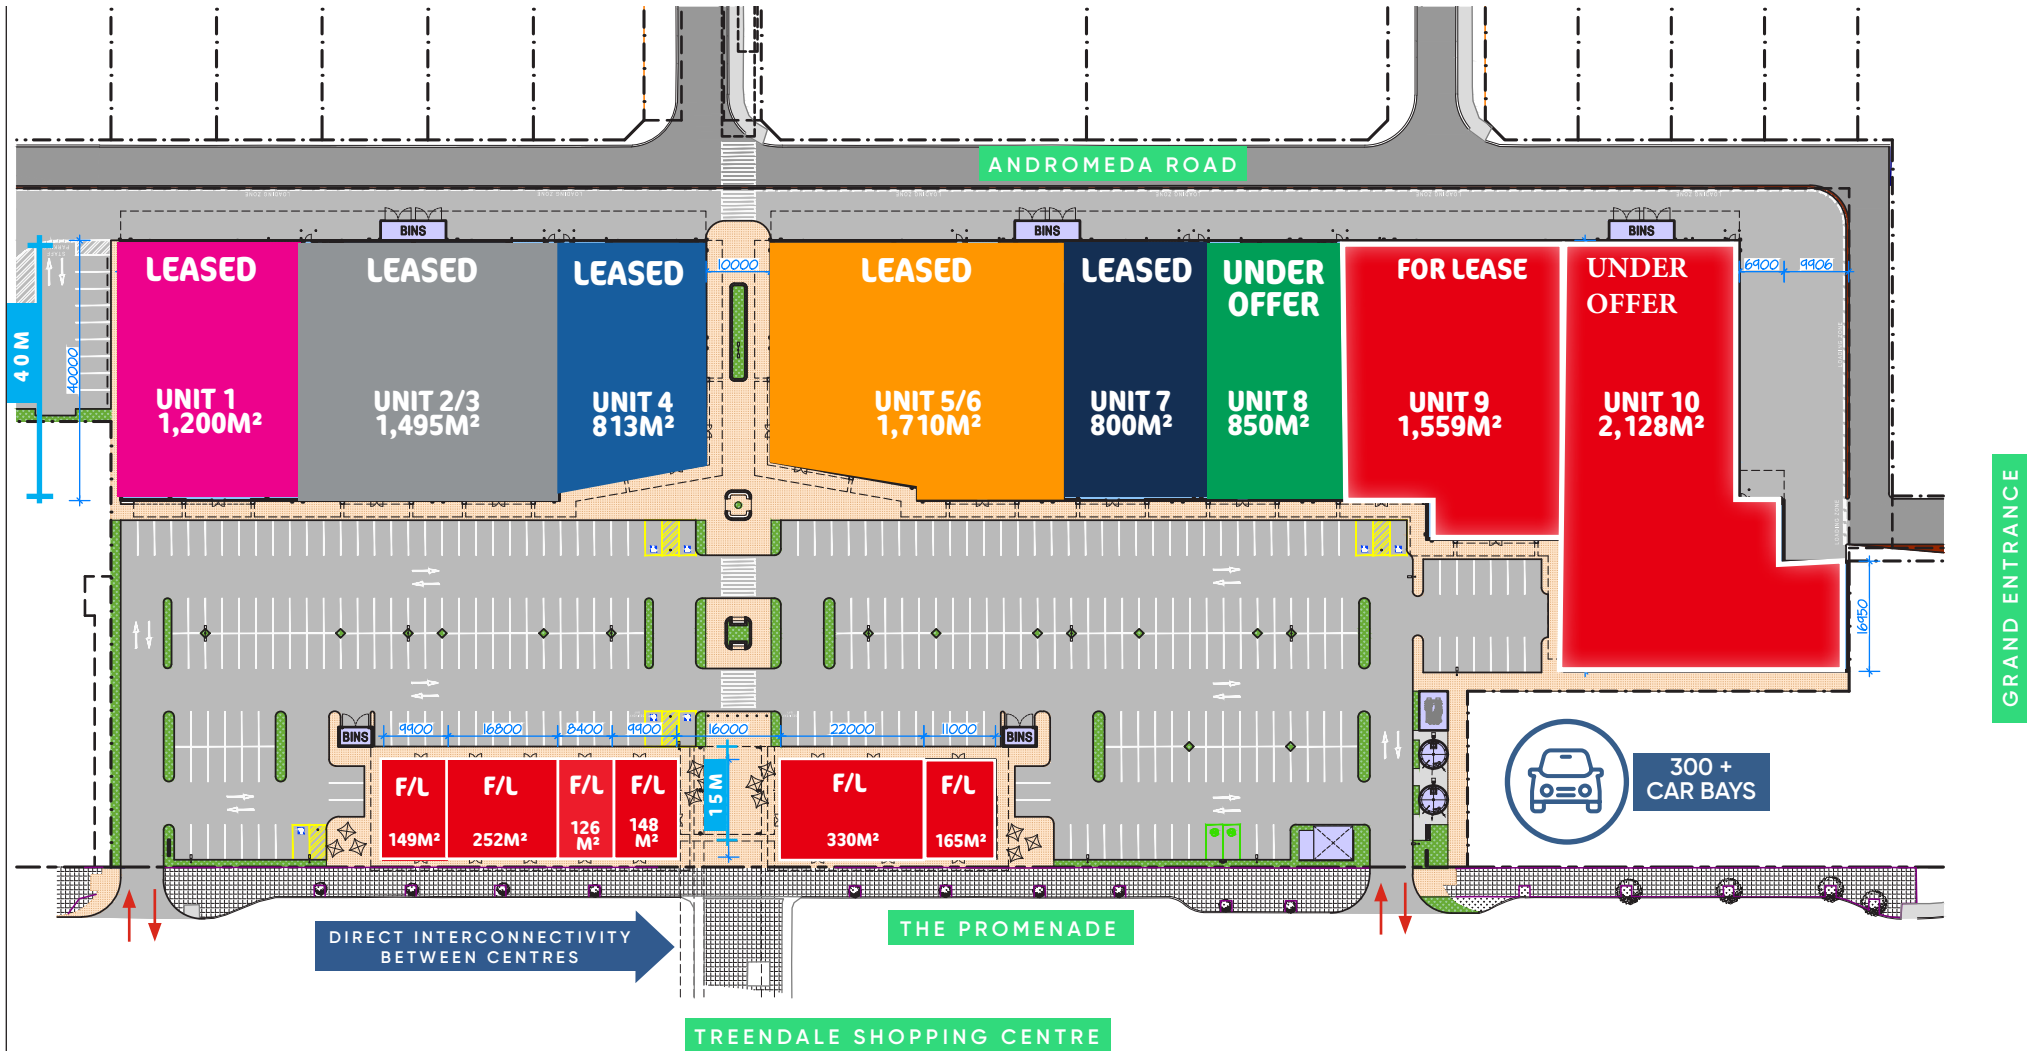 ANDROMEDA ROAD
BINS
BINS
BINS
LEASED
UNIT 1
1,200M²
LEASED
UNIT 2/3
1,495M²
LEASED
UNIT 4
813M²
10000
LEASED
UNIT 5/6
1,710M²
LEASED
UNIT 7
800M²
UNDER
OFFER
UNIT 8
850M²
FOR LEASE
UNIT 9
1,559M²
UNDER
OFFER
UNIT 10
2,128M²
6900
9906
40M
40000
16950
GRAND ENTRANCE
BINS
9900
16800
8400
9900
16000
22000
11000
BINS
F/L
149M²
F/L
252M²
F/L
126
M²
F/L
148
M²
15M
F/L
330M²
F/L
165M²
300 +
CAR BAYS
DIRECT INTERCONNECTIVITY
BETWEEN CENTRES
THE PROMENADE
TREENDALE SHOPPING CENTRE